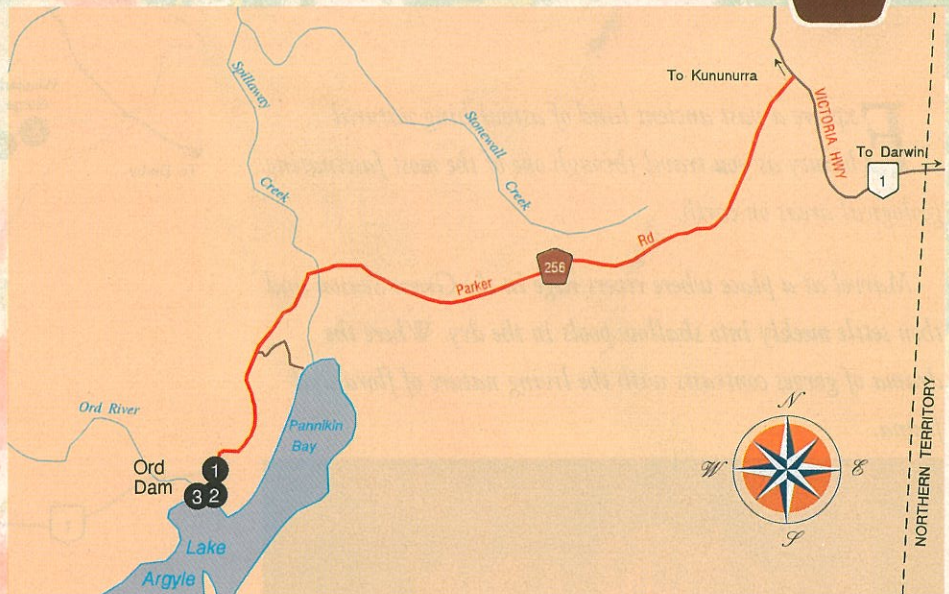 To Kununurra
VICTORIA HWY
To Darwin
1
Spillaway
Creek
Stonewall
Creek
Rd
256
Parker
Ord River
Pannikin
Bay
Ord
Dam
1
3 2
Lake
Argyle
N
W E
S
NORTHERN TERRITORY